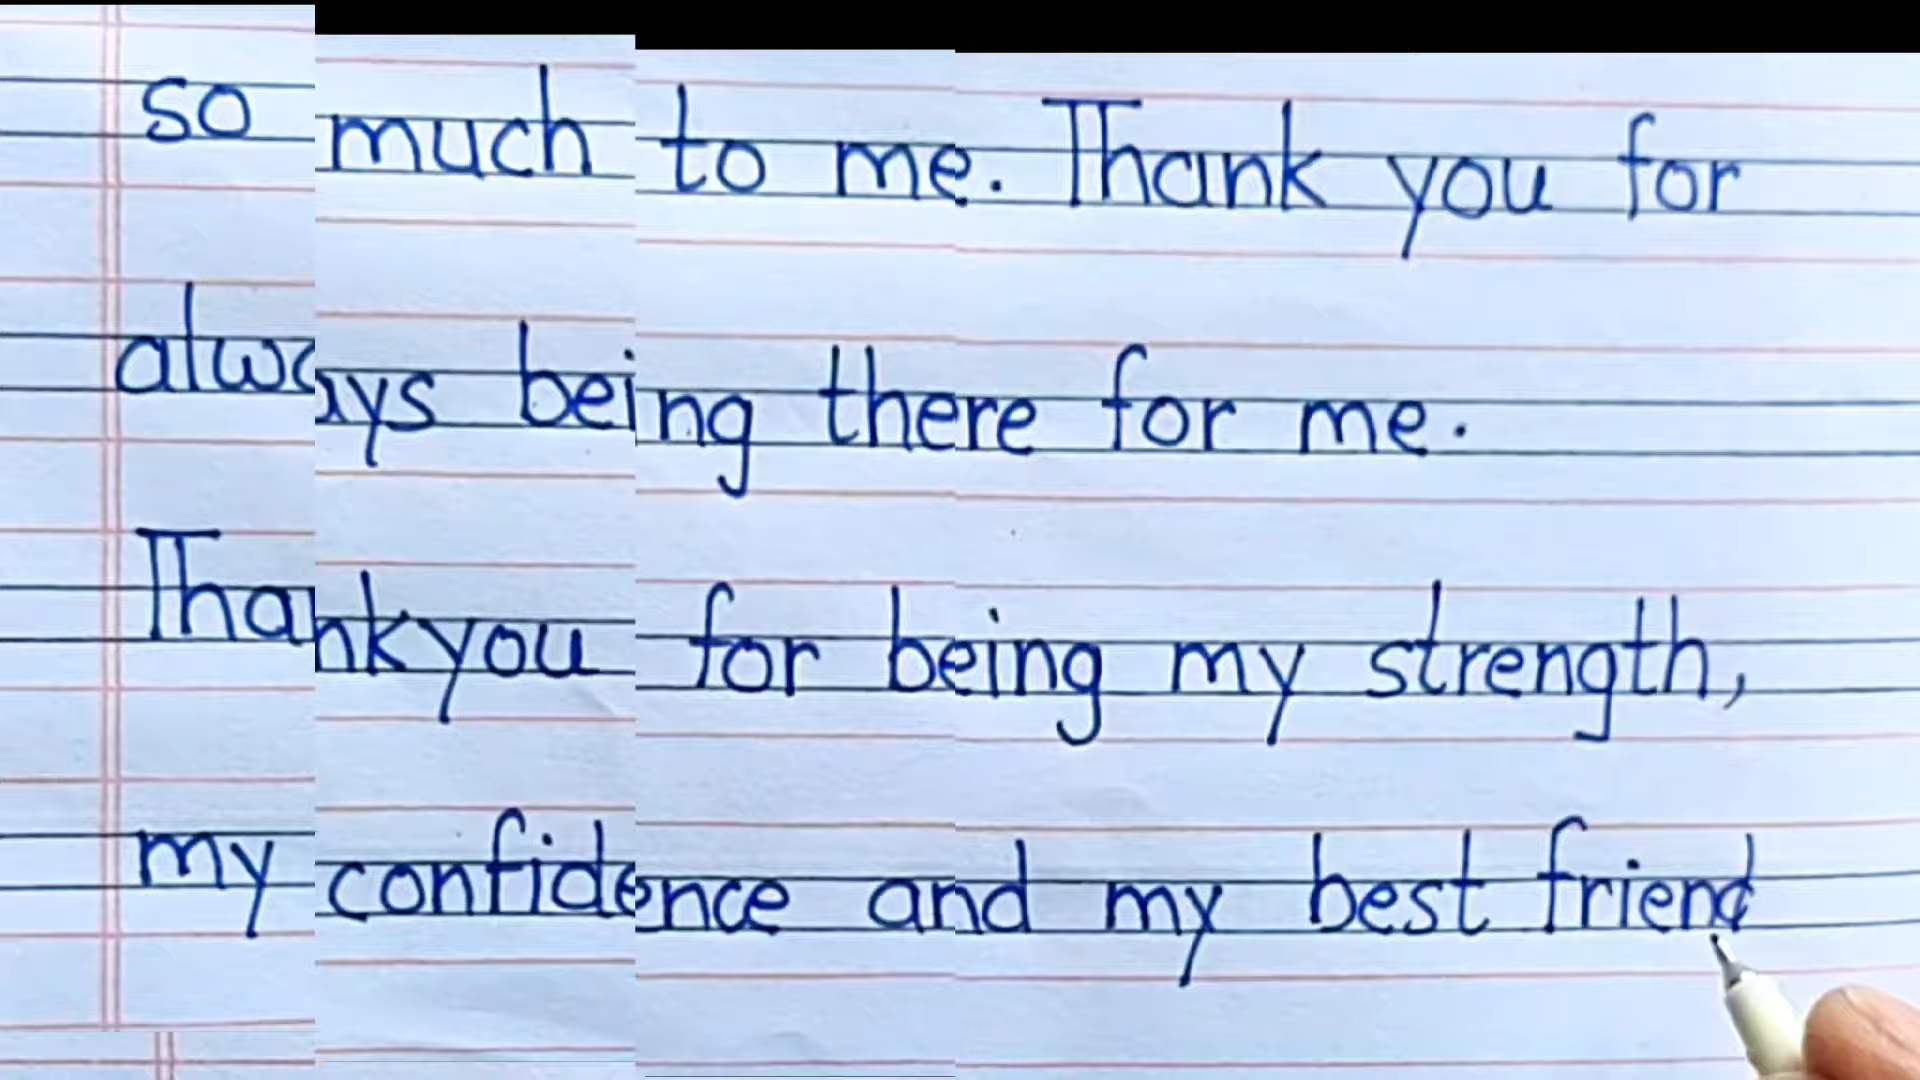 so much to me. Thank you for
always being there for me.
Thankyou for being my strength,
my confidence and my best friend